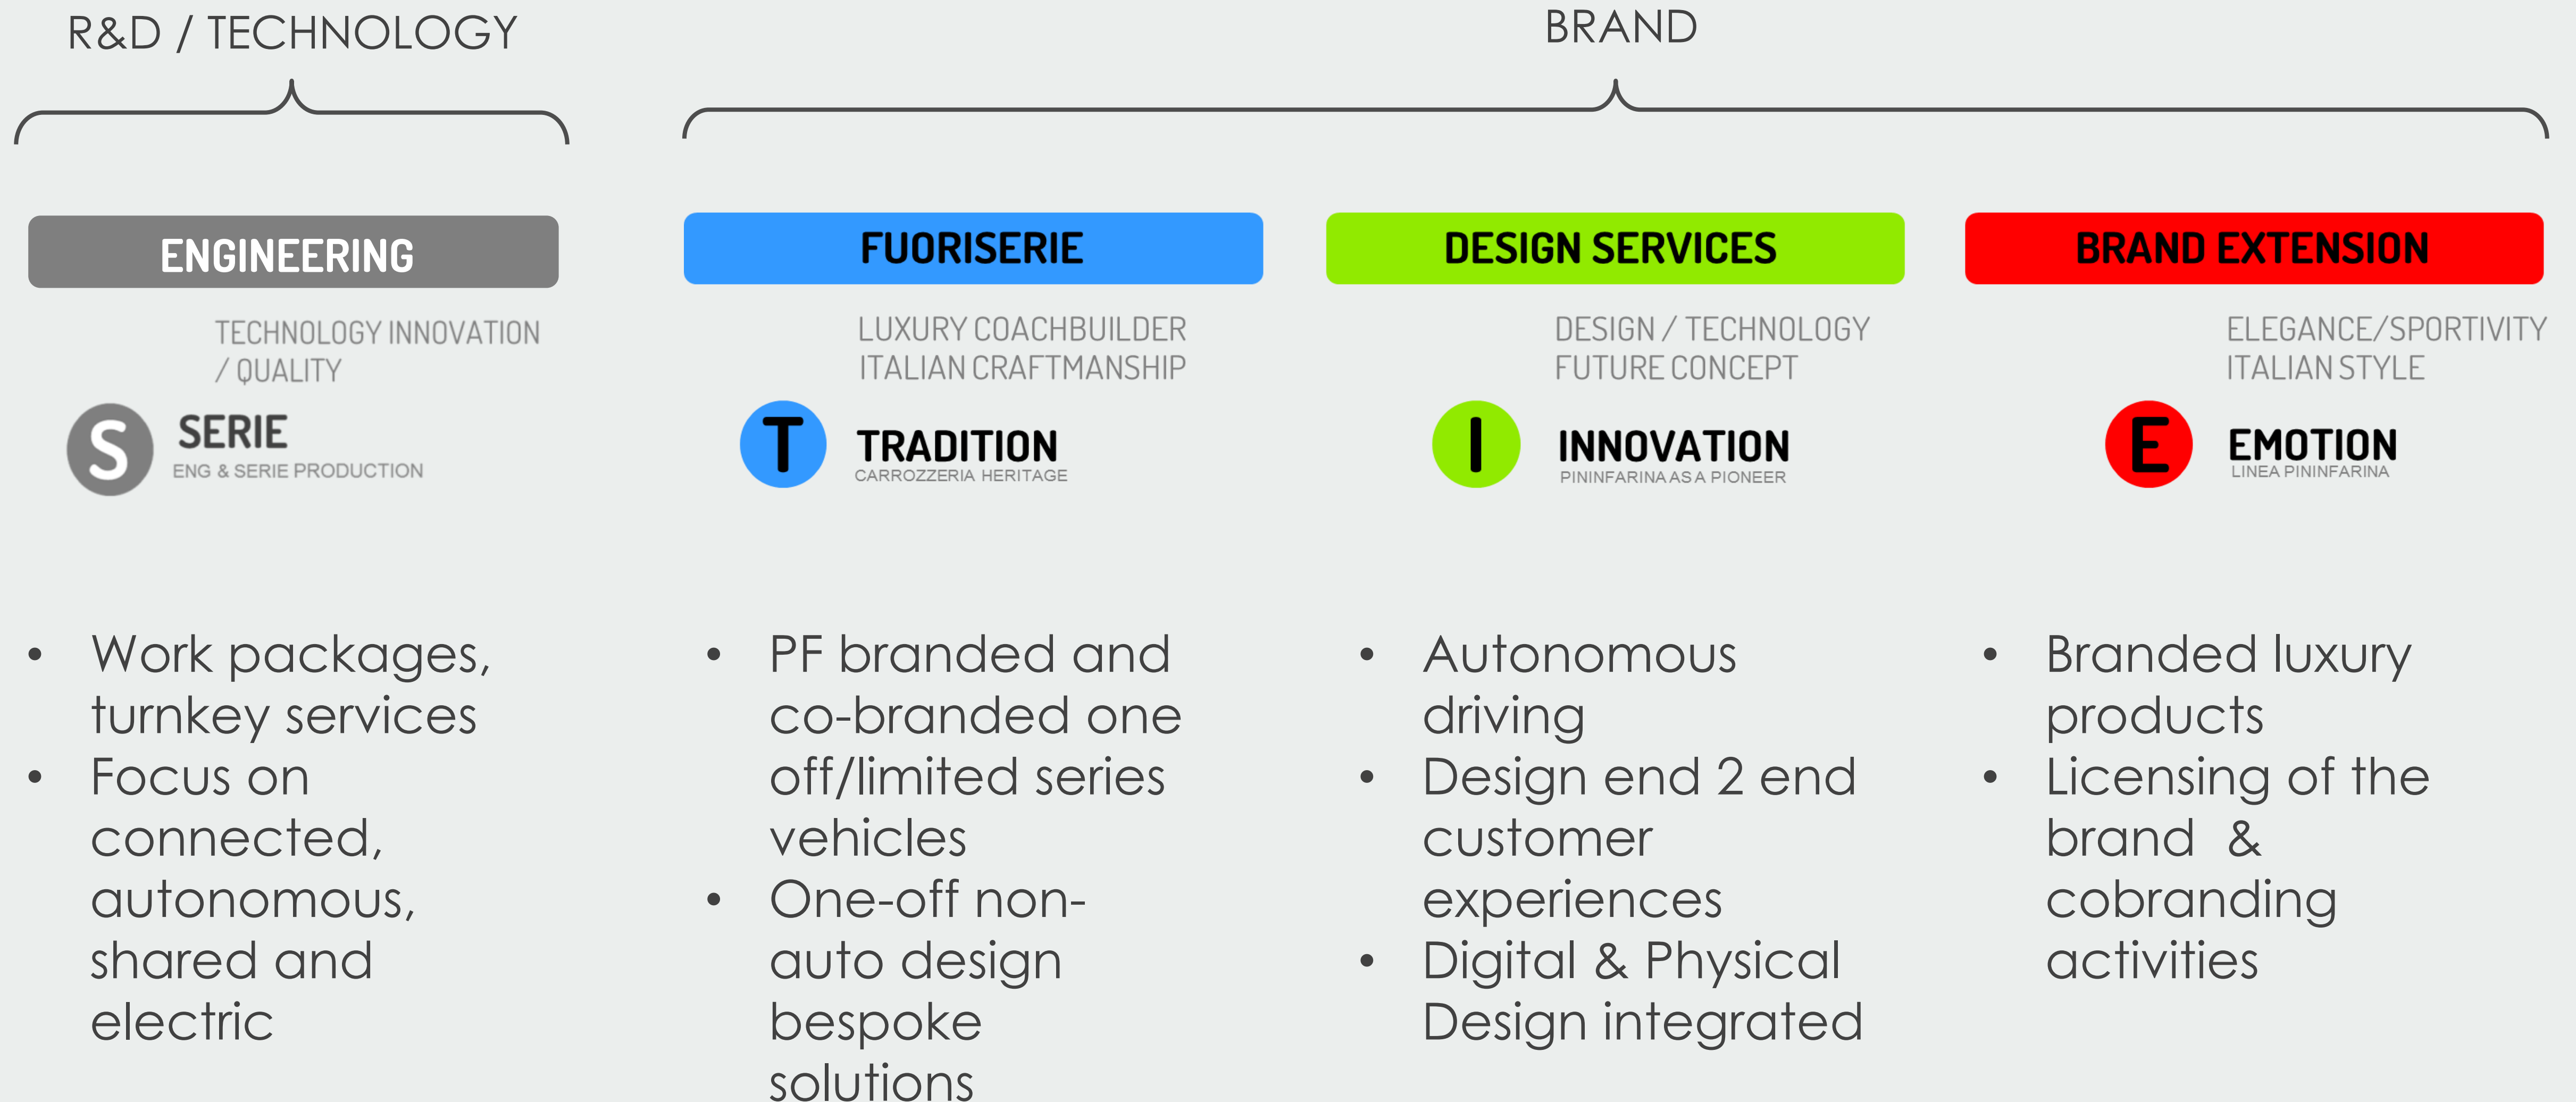 R&D / TECHNOLOGY
BRAND
ENGINEERING
TECHNOLOGY INNOVATION
/ QUALITY
S
SERIE
ENG & SERIE PRODUCTION
• Work packages,
turnkey services
• Focus on
connected,
autonomous,
shared and
electric
FUORISERIE
LUXURY COACHBUILDER
ITALIAN CRAFTMANSHIP
T
TRADITION
CARROZZERIA HERITAGE
• PF branded and
co-branded one
off/limited series
vehicles
• One-off non-
auto design
bespoke
solutions
DESIGN SERVICES
DESIGN / TECHNOLOGY
FUTURE CONCEPT
I
INNOVATION
PININFARINA AS A PIONEER
• Autonomous
driving
• Design end 2 end
customer
experiences
• Digital & Physical
Design integrated
BRAND EXTENSION
ELEGANCE/SPORTIVITY
ITALIAN STYLE
E
EMOTION
LINEA PININFARINA
• Branded luxury
products
• Licensing of the
brand  &
cobranding
activities